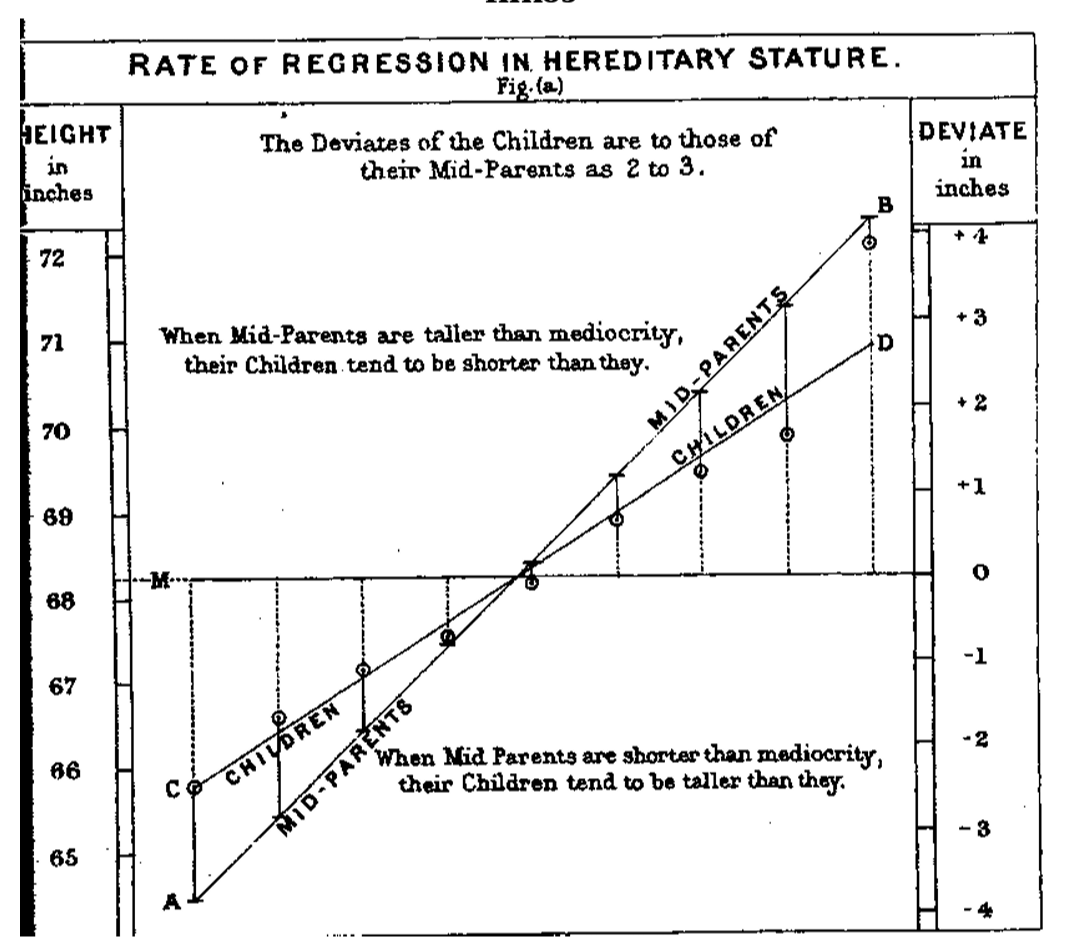 RATE OF REGRESSION IN HEREDITARY STATURE.
Fig. (a)
HEIGHT
in
inches
The Deviates of the Children are to those of
their Mid-Parents as 2 to 3.
DEVIATE
in
inches
B
72
+4
MID-PARENTS
+3
When Mid-Parents are taller than mediocrity,
their Children tend to be shorter than they.
71
D
CHILDREN
+2
70
+1
69
M
0
68
-1
67
CHILDREN
MID-PARENTS
-2
When Mid Parents are shorter than mediocrity,
their Children tend to be taller than they.
66
C
-3
65
A
-4